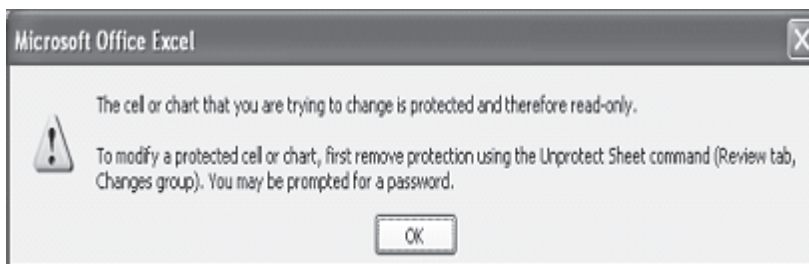 Microsoft Office Excel
The cell or chart that you are trying to change is protected and therefore read-only.
To modify a protected cell or chart, first remove protection using the Unprotect Sheet command (Review tab,
Changes group). You may be prompted for a password.
OK